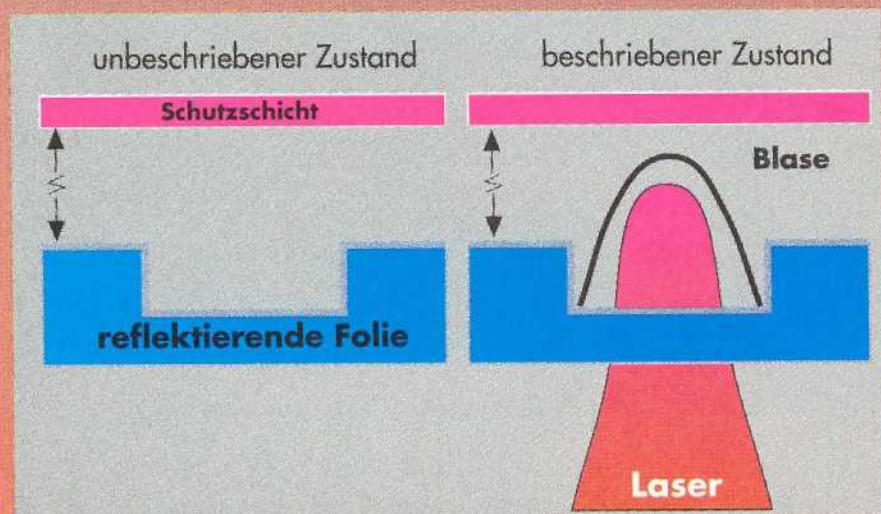 unbeschriebener Zustand
beschriebener Zustand
Schutzschicht
Blase
reflektierende Folie
Laser